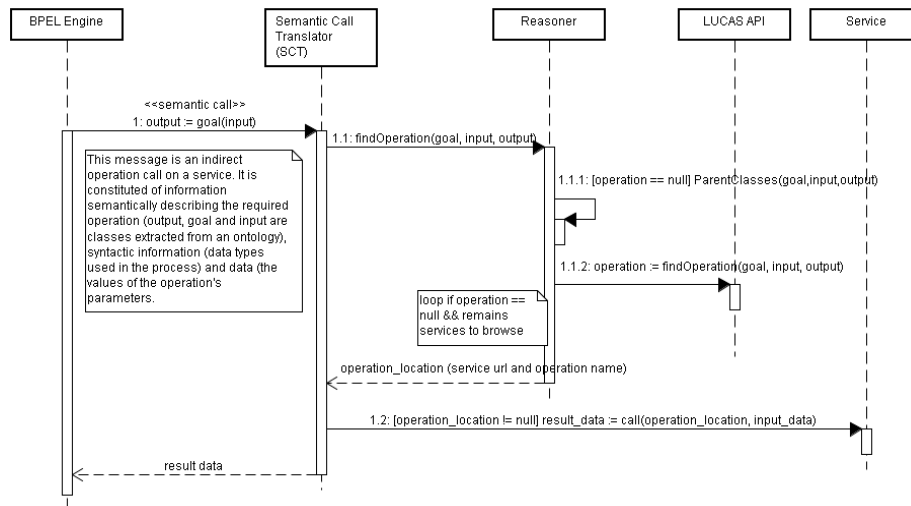 BPEL Engine
Semantic Call
Translator
(SCT)
Reasoner
LUCAS API
Service
<<semantic call>>
1: output := goal(input)
1.1: findOperation(goal, input, output)
This message is an indirect
operation call on a service. It is
constituted of information
semantically describing the required
operation (output, goal and input are
classes extracted from an ontology),
syntactic information (data types
used in the process) and data (the
values of the operation's
parameters.
1.1.1: [operation == null] ParentClasses(goal,input,output)
1.1.2: operation := findOperation(goal, input, output)
loop if operation ==
null && remains
services to browse
operation_location (service url and operation name)
1.2: [operation_location != null] result_data := call(operation_location, input_data)
result data